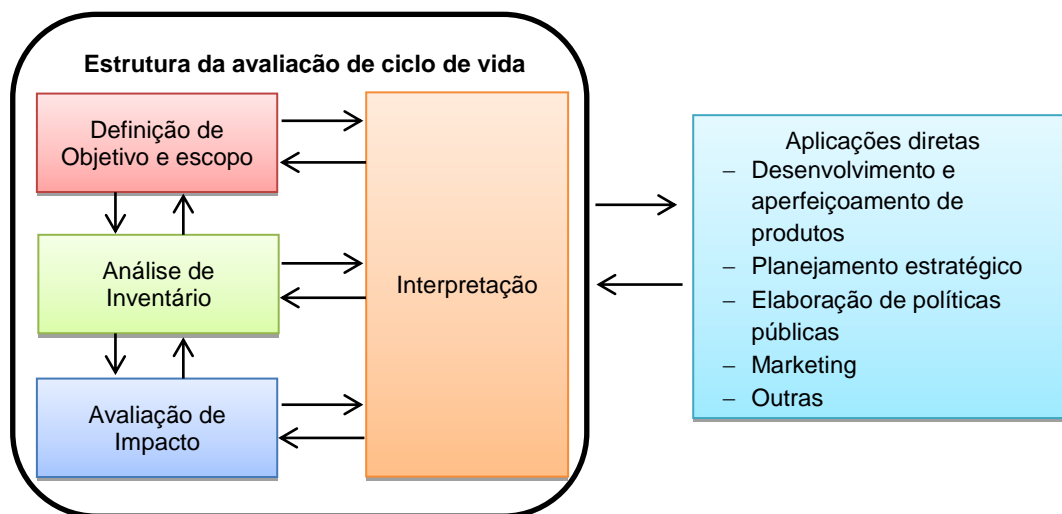 Estrutura da avaliação de ciclo de vida
Definição de
Objetivo e escopo
Análise de
Inventário
Avaliação de
Impacto
Interpretação
Aplicações diretas
– Desenvolvimento e
aperfeiçoamento de
produtos
– Planejamento estratégico
– Elaboração de políticas
públicas
– Marketing
– Outras